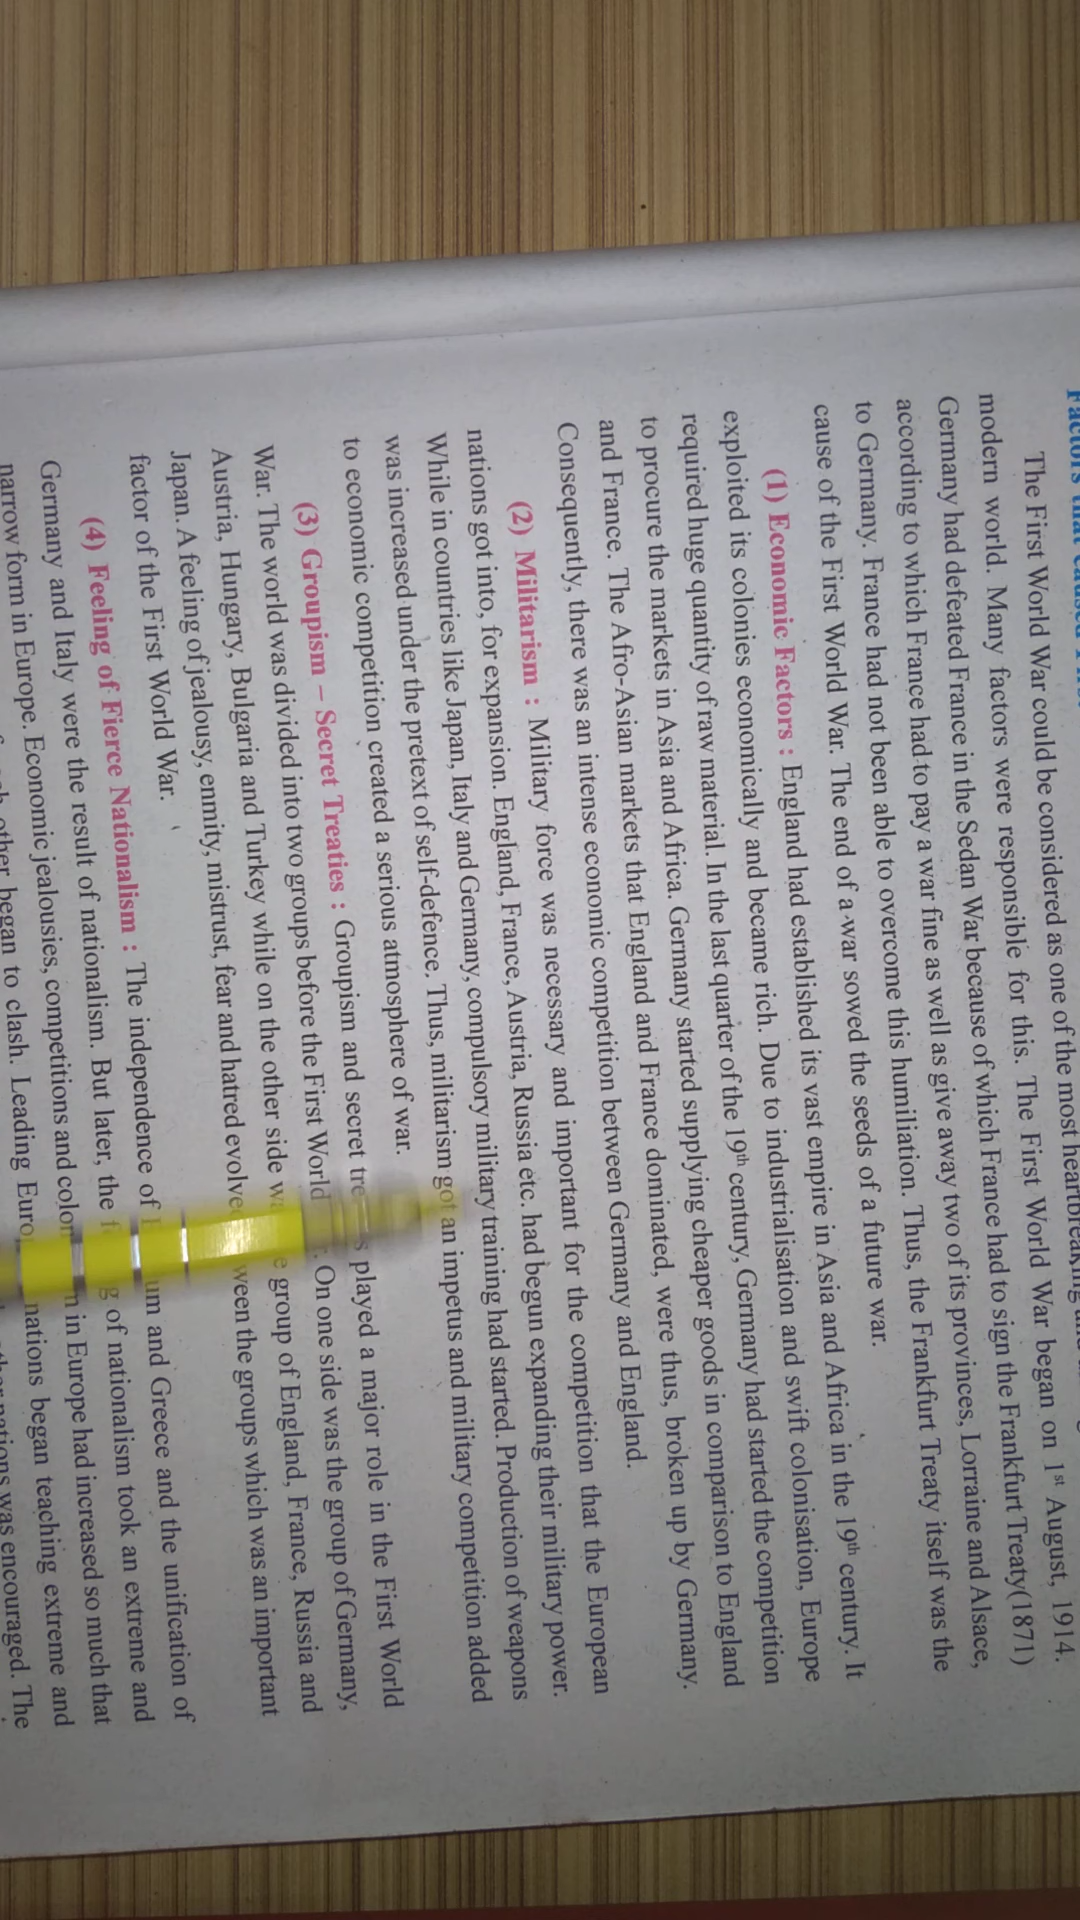 Factors that caused First
The First World War could be considered as one of the most heartbreaking
modern world. Many factors were responsible for this. The First World War began on 1st August, 1914.
Germany had defeated France in the Sedan War because of which France had to sign the Frankfurt Treaty(1871)
according to which France had to pay a war fine as well as give away two of its provinces, Lorraine and Alsace,
to Germany. France had not been able to overcome this humiliation. Thus, the Frankfurt Treaty itself was the
cause of the First World War. The end of a war sowed the seeds of a future war.
(1) Economic Factors : England had established its vast empire in Asia and Africa in the 19th century. It
exploited its colonies economically and became rich. Due to industrialisation and swift colonisation, Europe
required huge quantity of raw material. In the last quarter of the 19th century, Germany had started the competition
to procure the markets in Asia and Africa. Germany started supplying cheaper goods in comparison to England
and France. The Afro-Asian markets that England and France dominated, were thus, broken up by Germany.
Consequently, there was an intense economic competition between Germany and England.
(2) Militarism : Military force was necessary and important for the competition that the European
nations got into, for expansion. England, France, Austria, Russia etc. had begun expanding their military power.
While in countries like Japan, Italy and Germany, compulsory military training had started. Production of weapons
was increased under the pretext of self-defence. Thus, militarism got an impetus and military competition added
to economic competition created a serious atmosphere of war.
(3) Groupism – Secret Treaties : Groupism and secret played a major role in the First World
War. The world was divided into two groups before the First World On one side was the group of Germany,
Austria, Hungary, Bulgaria and Turkey while on the other side group of England, France, Russia and
Japan. A feeling of jealousy, enmity, mistrust, fear and hatred evolved the groups which was an important
factor of the First World War.
(4) Feeling of Fierce Nationalism : The independence of and Greece and the unification of
Germany and Italy were the result of nationalism. But later, the of nationalism took an extreme and
narrow form in Europe. Economic jealousies, competitions and in Europe had increased so much that
other began to clash. Leading nations began teaching extreme and
nations was encouraged. The